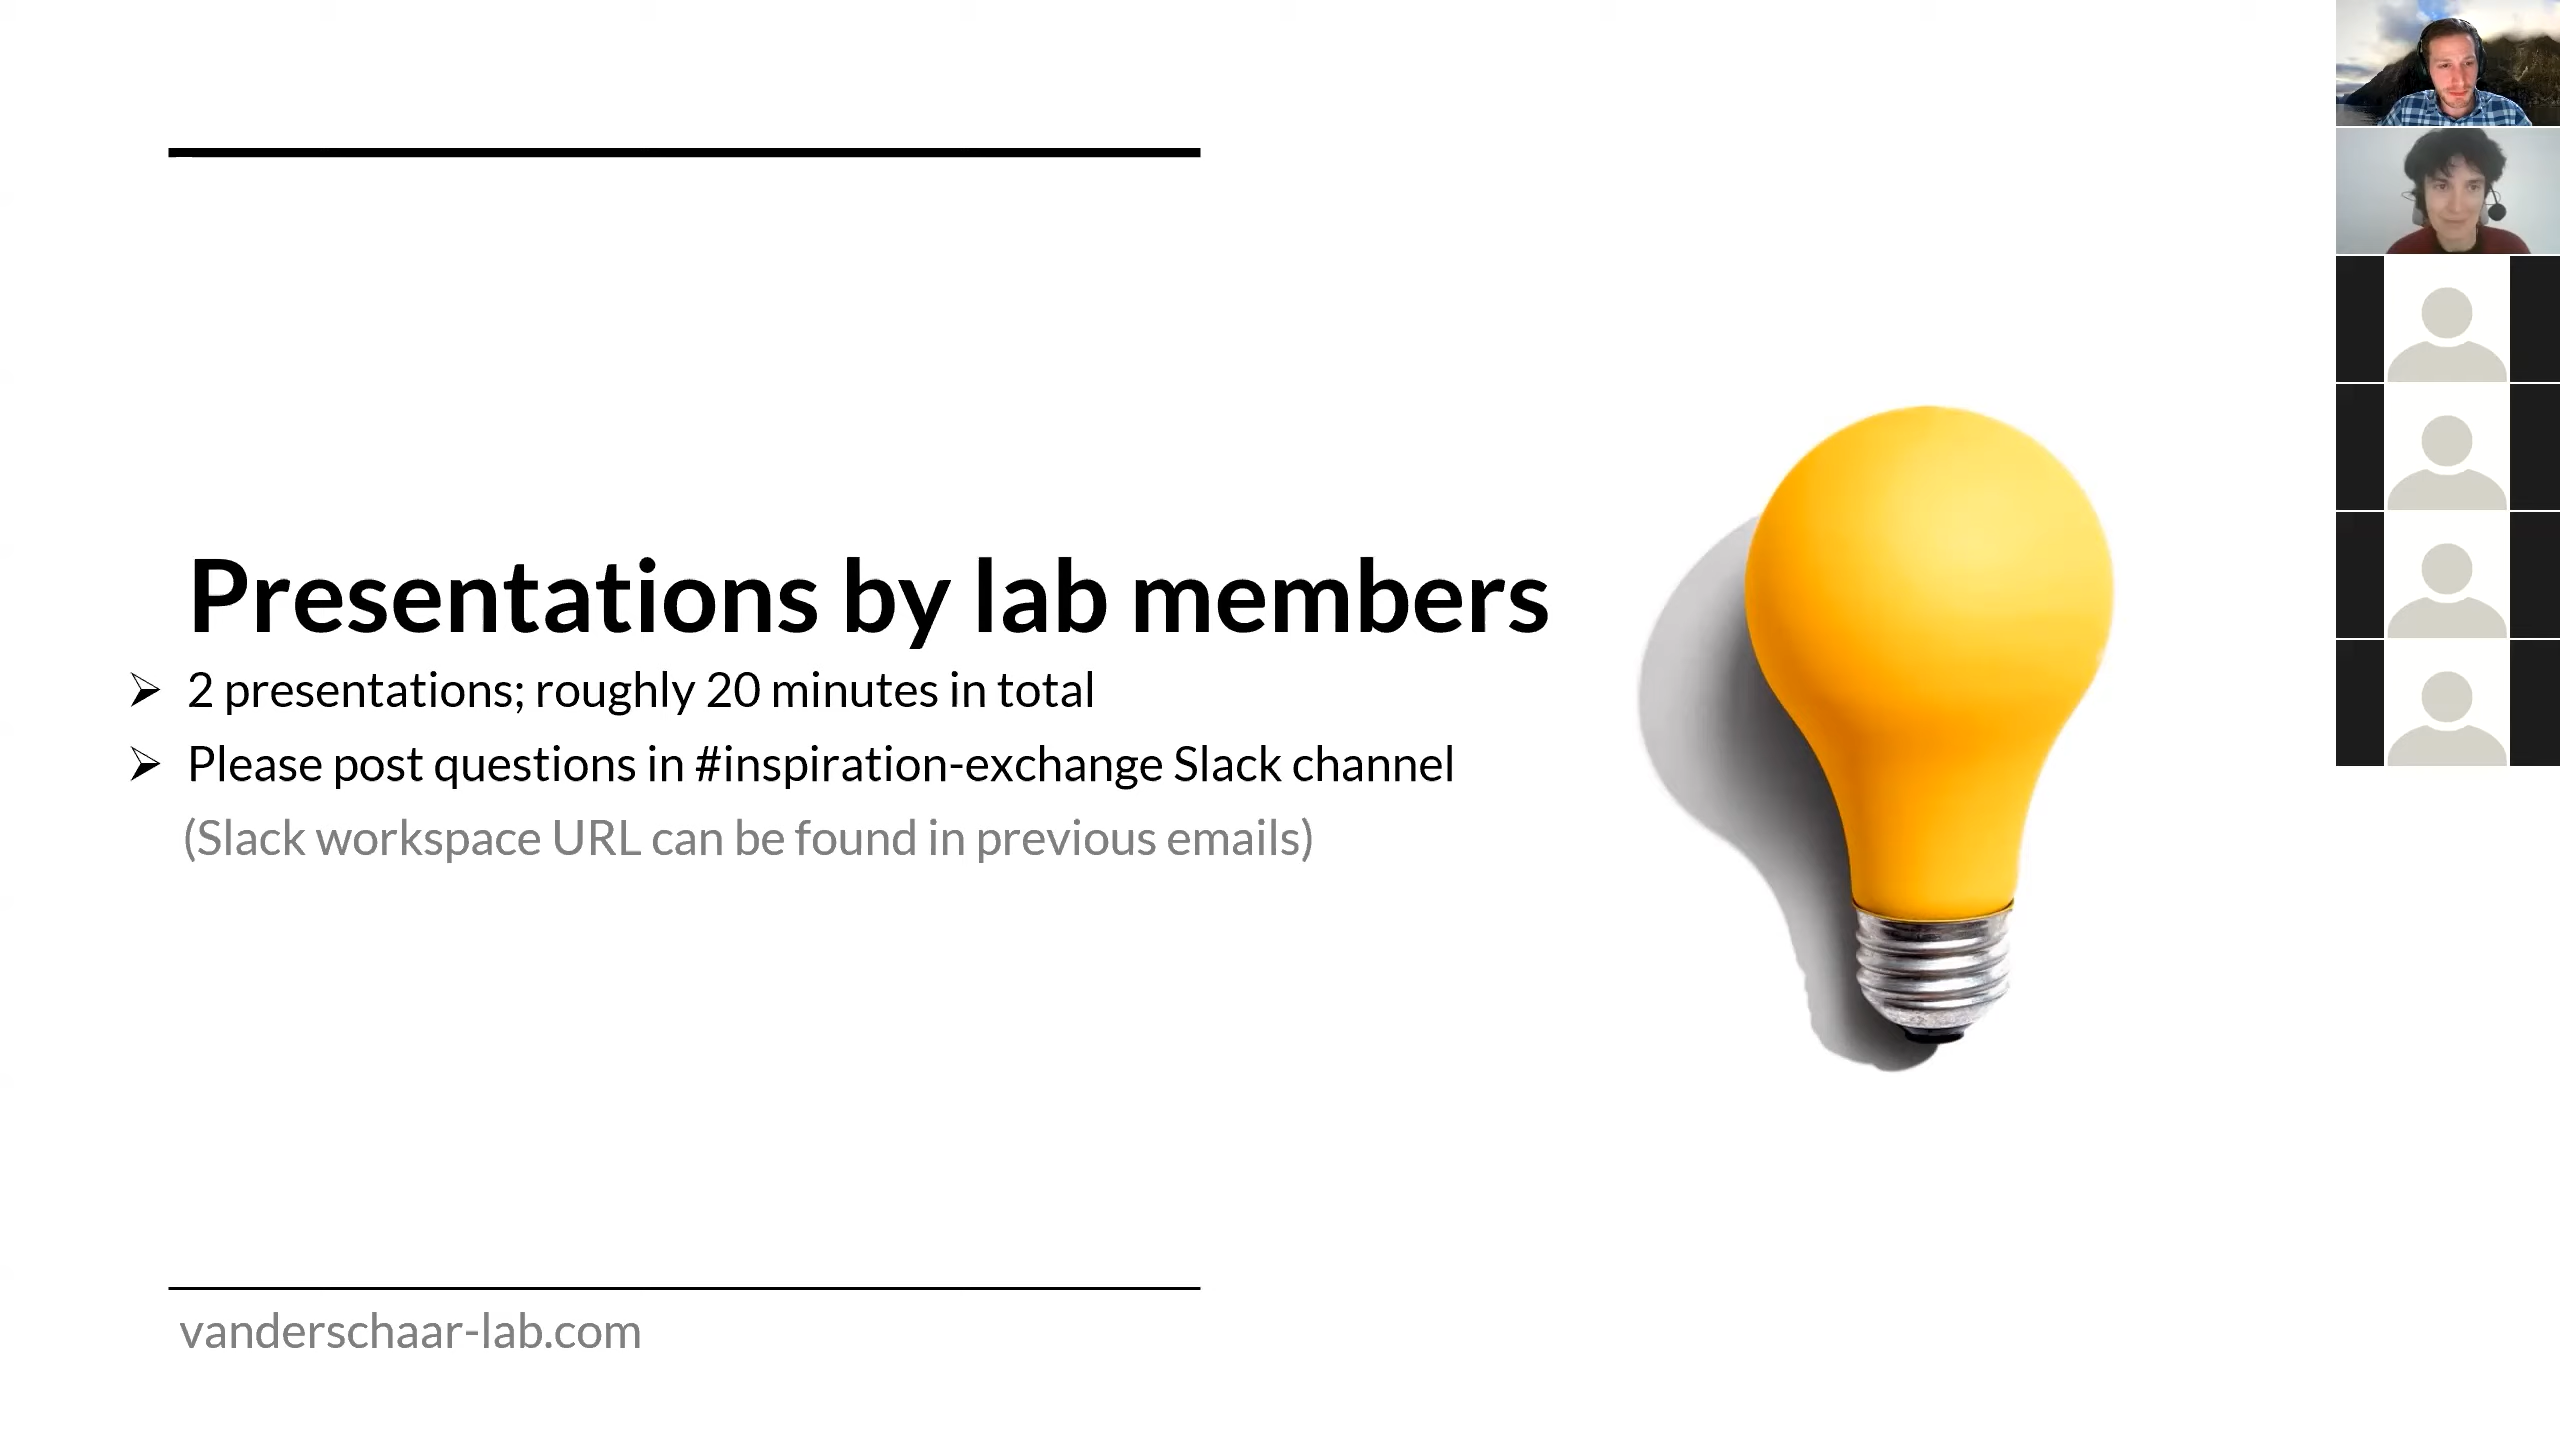 Presentations by lab members
➢ 2 presentations; roughly 20 minutes in total
➢ Please post questions in #inspiration-exchange Slack channel
(Slack workspace URL can be found in previous emails)
vanderschaar-lab.com